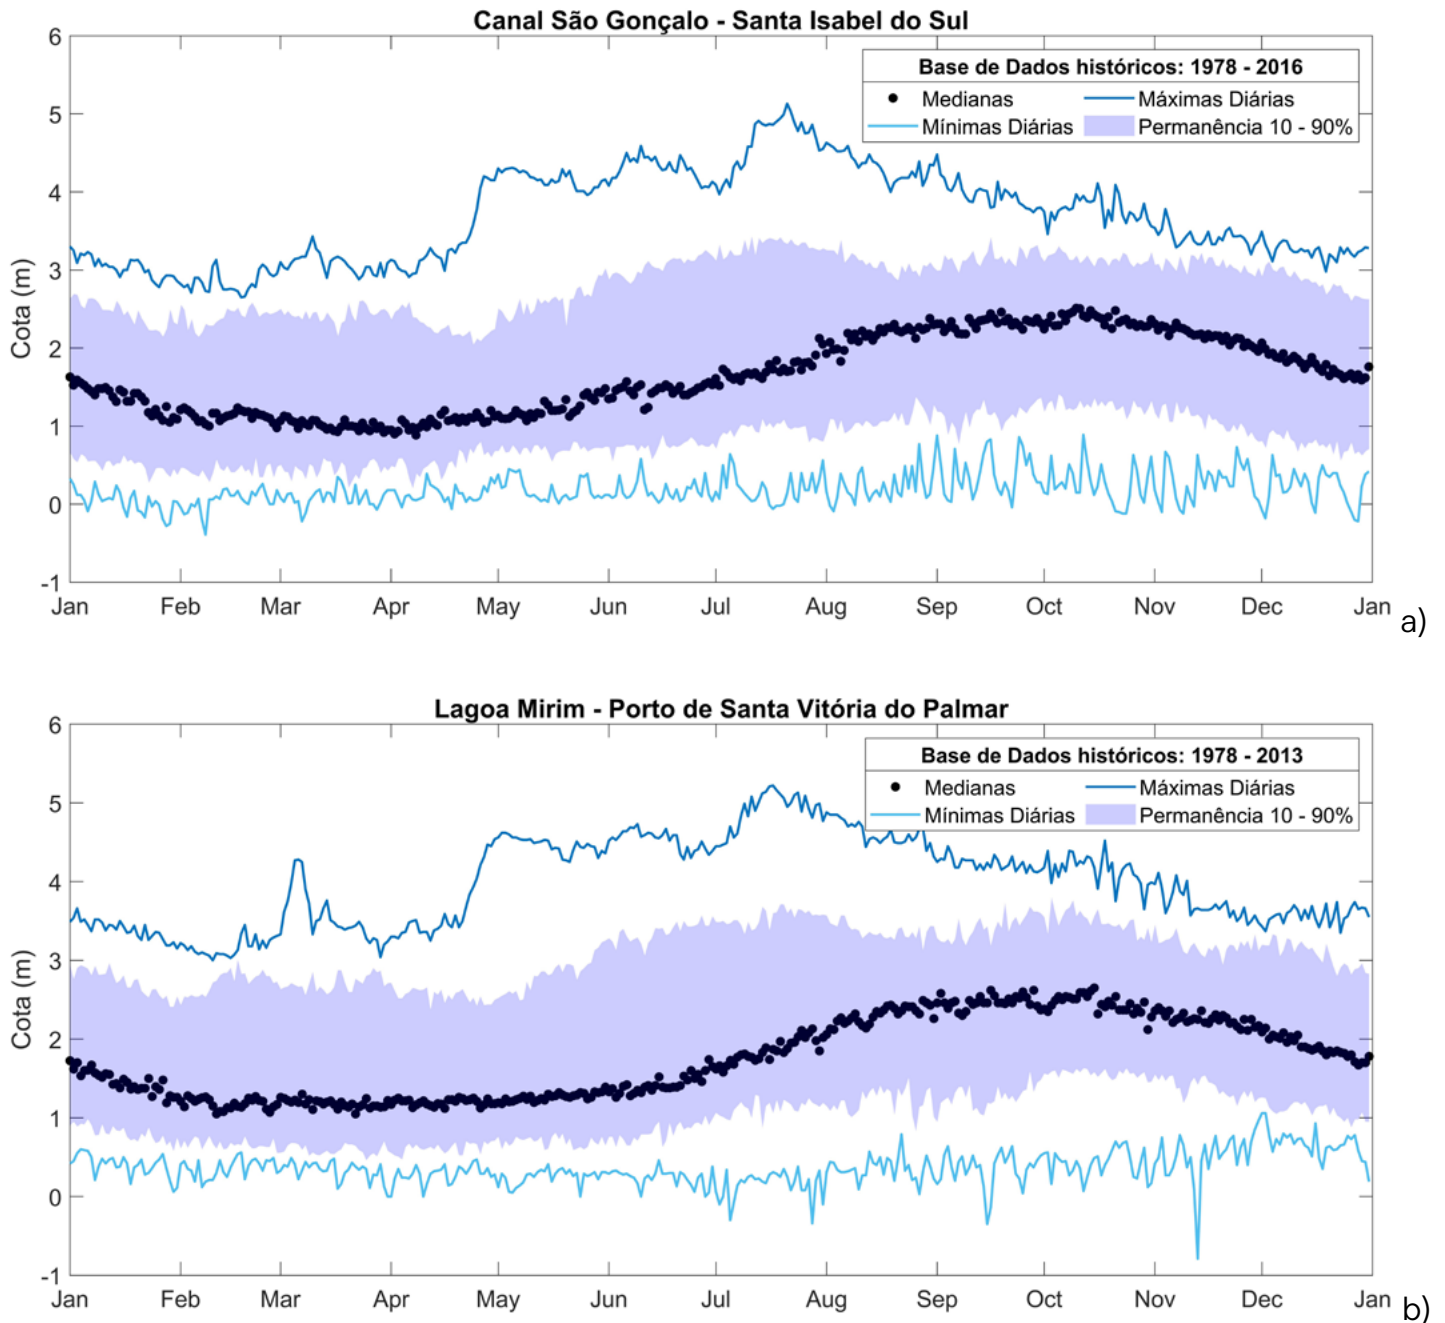 Canal São Gonçalo - Santa Isabel do Sul
6
5
4
3
2
1
0
-1
Cota (m)
Base de Dados históricos: 1978 - 2016
Medianas Máximas Diárias
Mínimas Diárias Permanência 10 - 90%
Jan Feb Mar Apr May Jun Jul Aug Sep Oct Nov Dec Jan
a)
Lagoa Mirim - Porto de Santa Vitória do Palmar
6
5
4
3
2
1
0
-1
Cota (m)
Base de Dados históricos: 1978 - 2013
Medianas Máximas Diárias
Mínimas Diárias Permanência 10 - 90%
Jan Feb Mar Apr May Jun Jul Aug Sep Oct Nov Dec Jan
b)